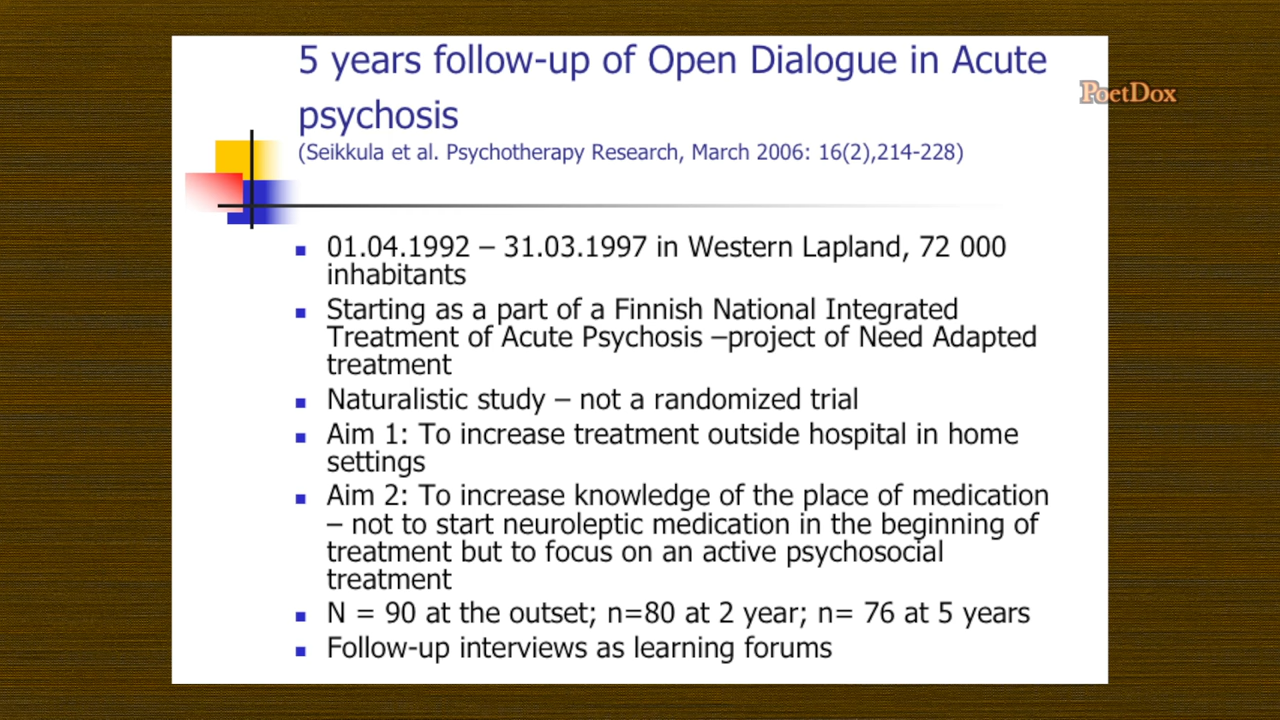 5 years follow-up of Open Dialogue in Acute
psychosis
PoetDox
(Seikkula et al. Psychotherapy Research, March 2006: 16(2),214-228)
01.04.1992 – 31.03.1997 in Western Lapland, 72 000
inhabitants
Starting as a part of a Finnish National Integrated
Treatment of Acute Psychosis –project of Need Adapted
treatment
Naturalistic study – not a randomized trial
Aim 1: To increase treatment outside hospital in home
settings
Aim 2: To increase knowledge of the place of medication
– not to start neuroleptic medication in the beginning of
treatment but to focus on an active psychosocial
treatment
N = 90 at the outset; n=80 at 2 year; n= 76 at 5 years
Follow-up interviews as learning forums